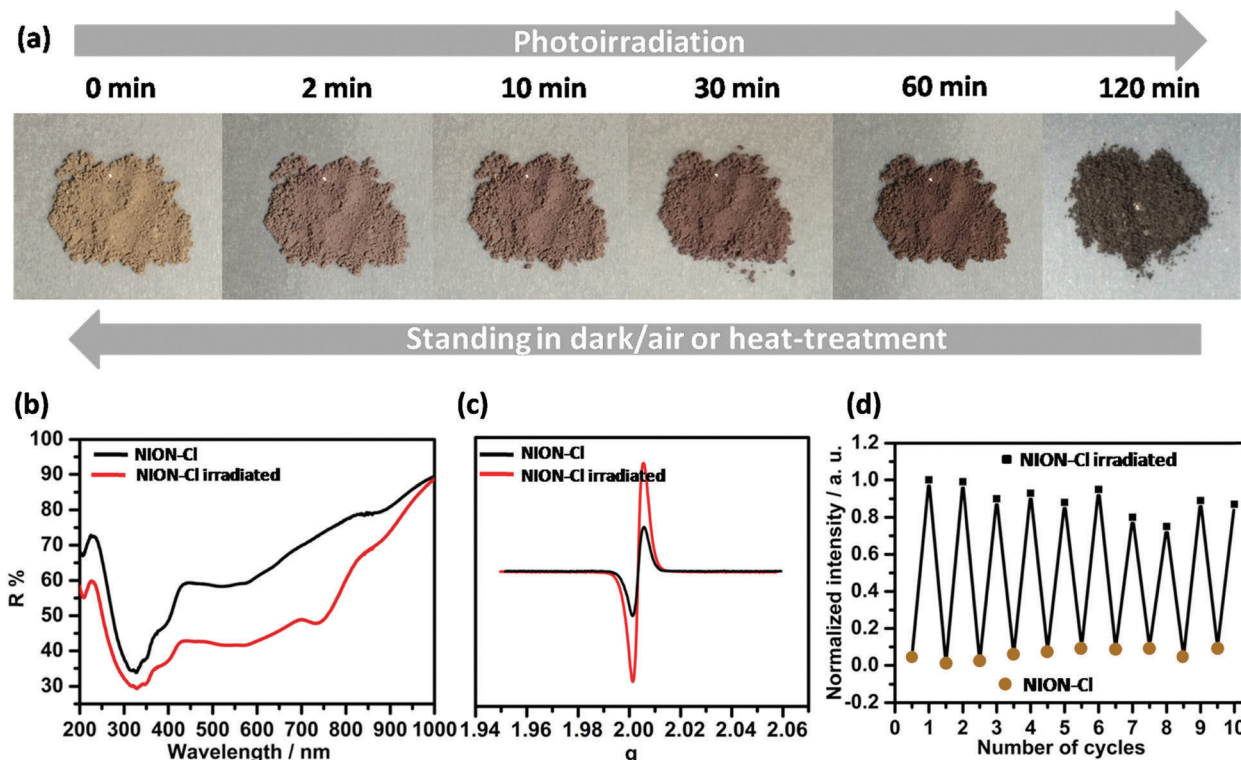 (a)
Photoirradiation
0 min 2 min 10 min 30 min 60 min 120 min
Standing in dark/air or heat-treatment
(b) (c) (d)
100
90
80
70
60
50
40
30
R %
200 300 400 500 600 700 800 900 1000
Wavelength / nm
NION-Cl
NION-Cl irradiated
NION-Cl
NION-Cl irradiated
1.94 1.96 1.98 2.00 2.02 2.04 2.06
g
1.2
1.0
0.8
0.6
0.4
0.2
0.0
-0.2
Normalized intensity / a. u.
NION-Cl irradiated
NION-Cl
0 1 2 3 4 5 6 7 8 9 10
Number of cycles